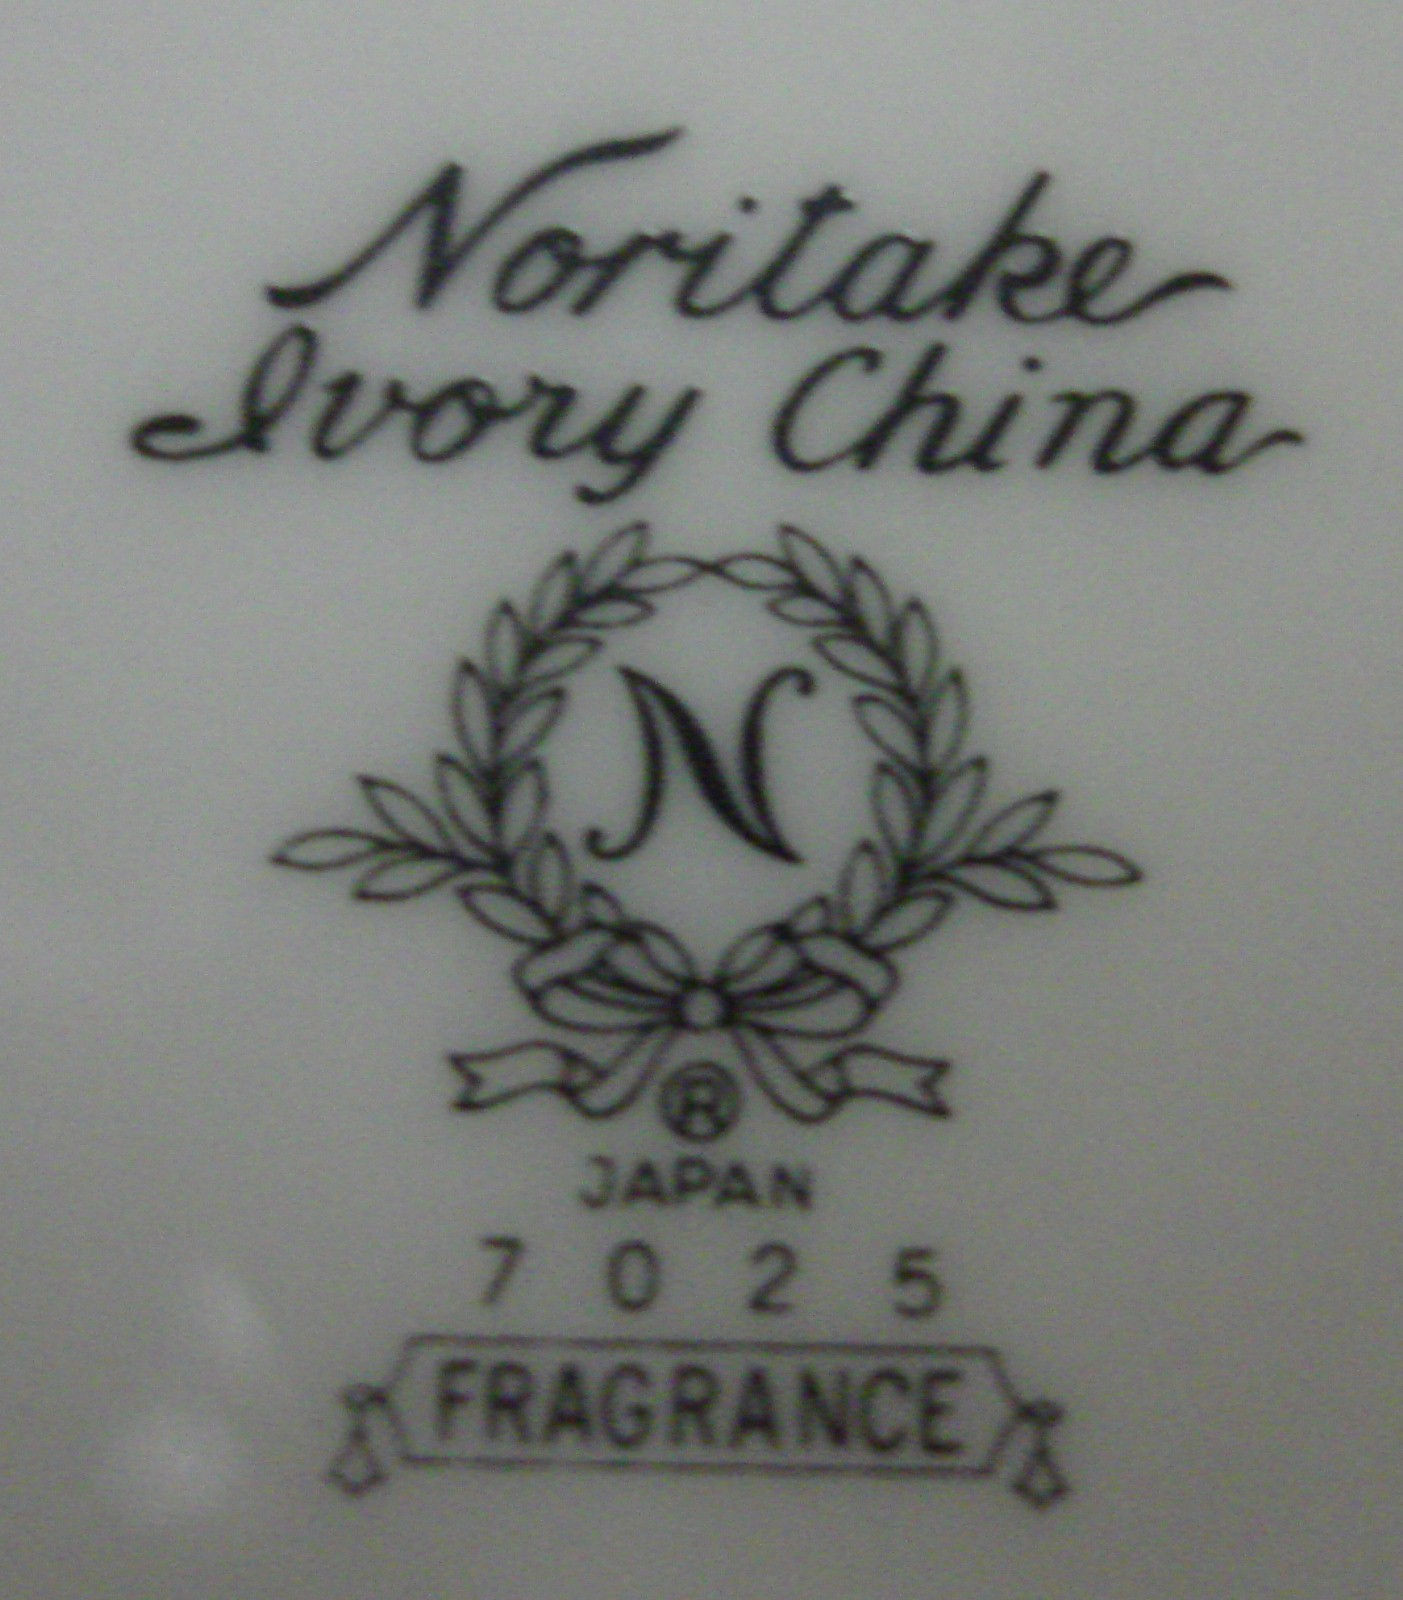 Noritake
Ivory China
N
®
JAPAN
7025
FRAGRANCE